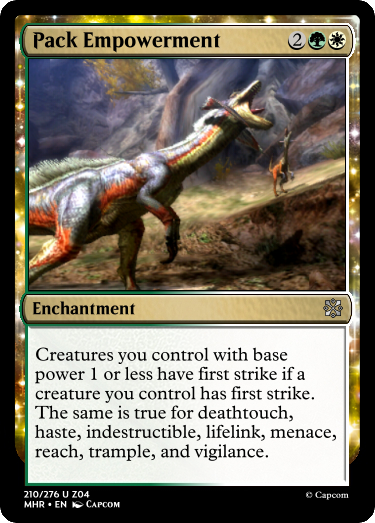 Pack Empowerment 2
Enchantment
Creatures you control with base
power 1 or less have first strike if a
creature you control has first strike.
The same is true for deathtouch,
haste, indestructible, lifelink, menace,
reach, trample, and vigilance.
210/276 U Z04
MHR • EN CAPCOM
© Capcom